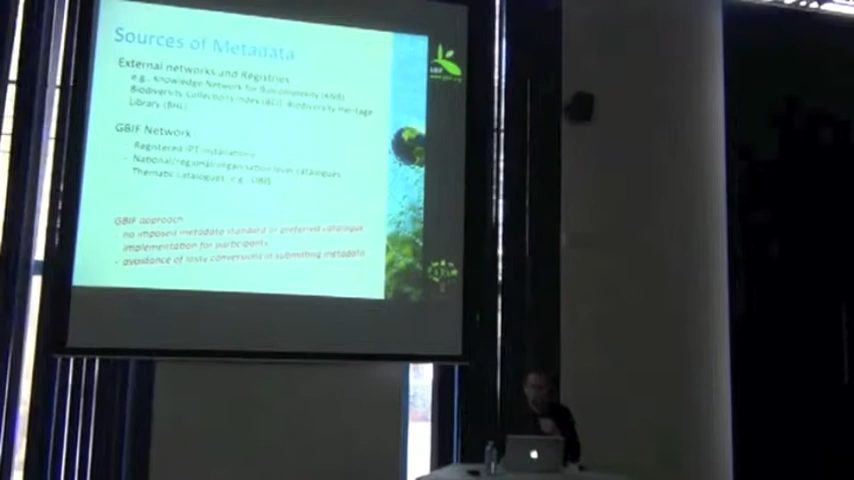 Sources of Metadata
External networks and Registries
e.g., Knowledge Network for Biocomplexity (KNB)
Biodiversity Collections Index (BCI), Biodiversity Heritage
Library (BHL)
GBIF Network
- Registered IPT installations
- National/regional/organisation level catalogues
Thematic catalogues, e.g., OBIS
GBIF approach
- no imposed metadata standard or preferred catalogue
implementation for participants
- avoidance of lossy conversions in submitting metadata
GBIF